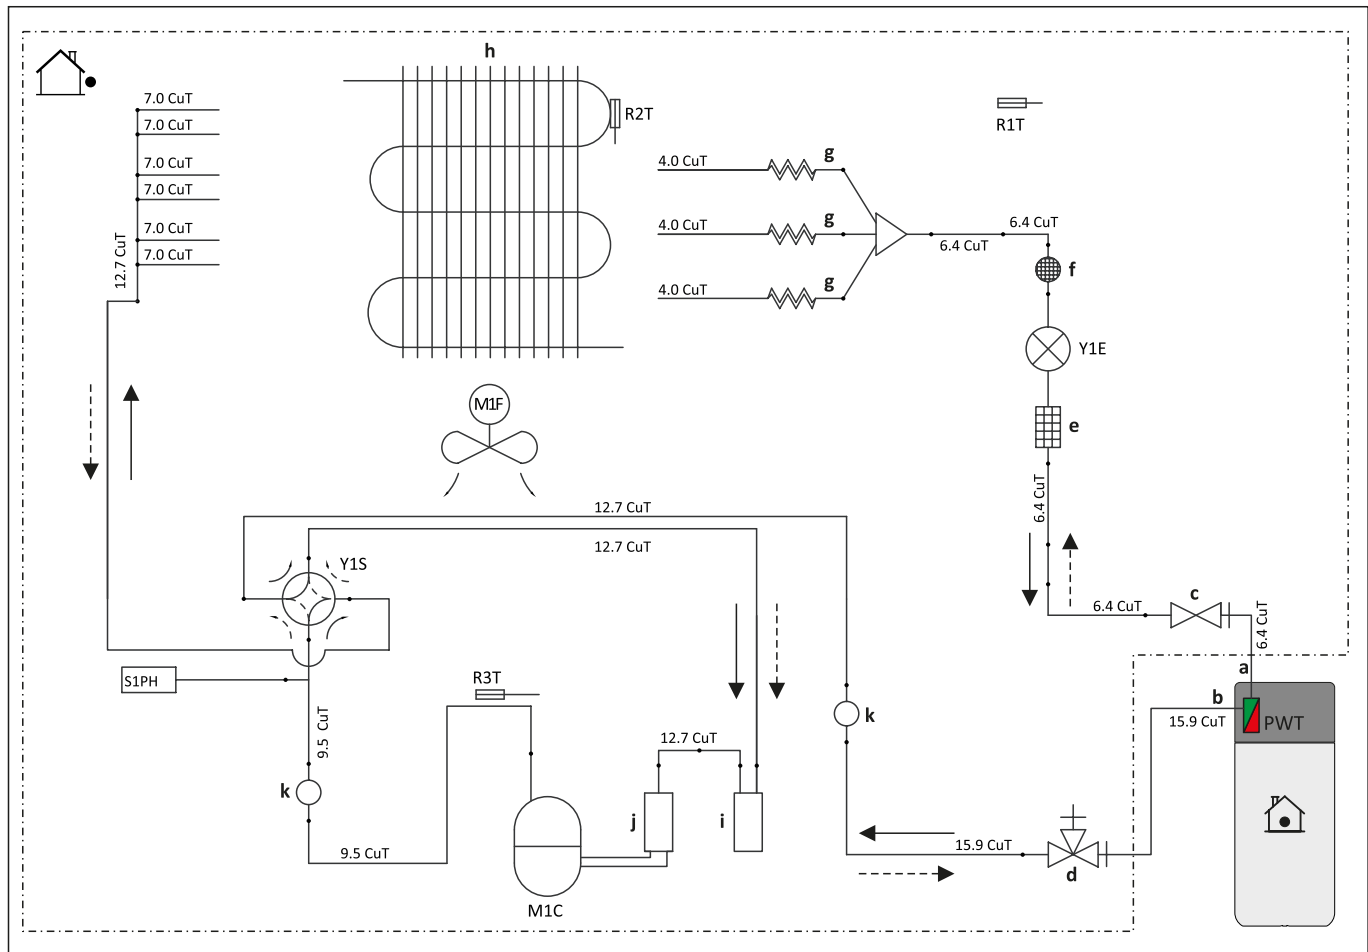 h
7.0 CuT
7.0 CuT
7.0 CuT
7.0 CuT
7.0 CuT
7.0 CuT
12.7 CuT
R2T
R1T
4.0 CuT
g
4.0 CuT
g
4.0 CuT
g
6.4 CuT
6.4 CuT
f
Y1E
e
6.4 CuT
M1F
12.7 CuT
12.7 CuT
Y1S
6.4 CuT
c
6.4 CuT
a
b
15.9 CuT
PWT
S1PH
R3T
9.5 CuT
k
k
12.7 CuT
j
i
9.5 CuT
15.9 CuT
d
M1C